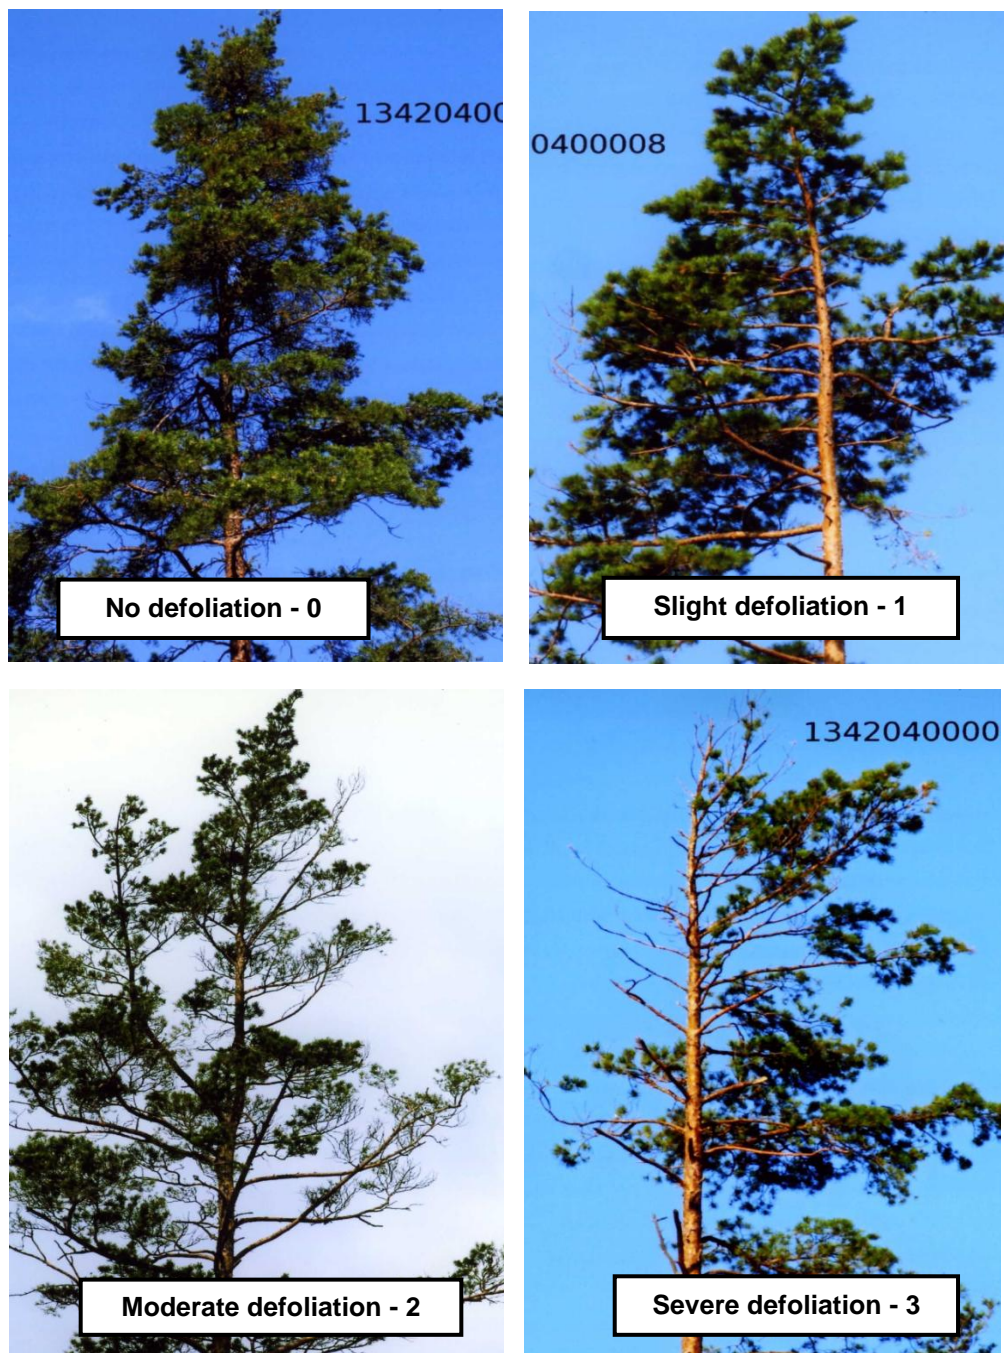 13420400
0400008
No defoliation - 0
Slight defoliation - 1
1342040000
Moderate defoliation - 2
Severe defoliation - 3